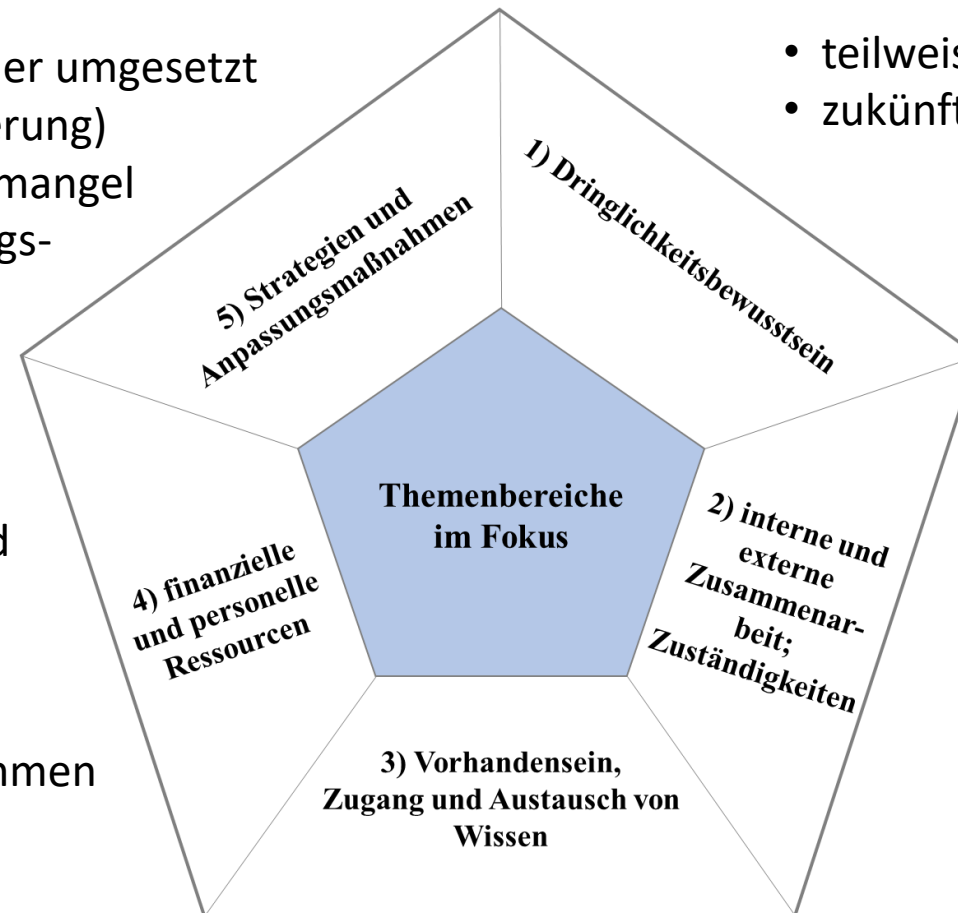 er umgesetzt
erung)
mangel
gs-
d
hmen
• teilweis
• zukünft
1) Dringlichkeitsbewusstsein
2) interne und
externe
Zusammenar-
beit;
Zuständigkeiten
3) Vorhandensein,
Zugang und Austausch von
Wissen
4) finanzielle
und personelle
Ressourcen
5) Strategien und
Anpassungsmaßnahmen
Themenbereiche
im Fokus